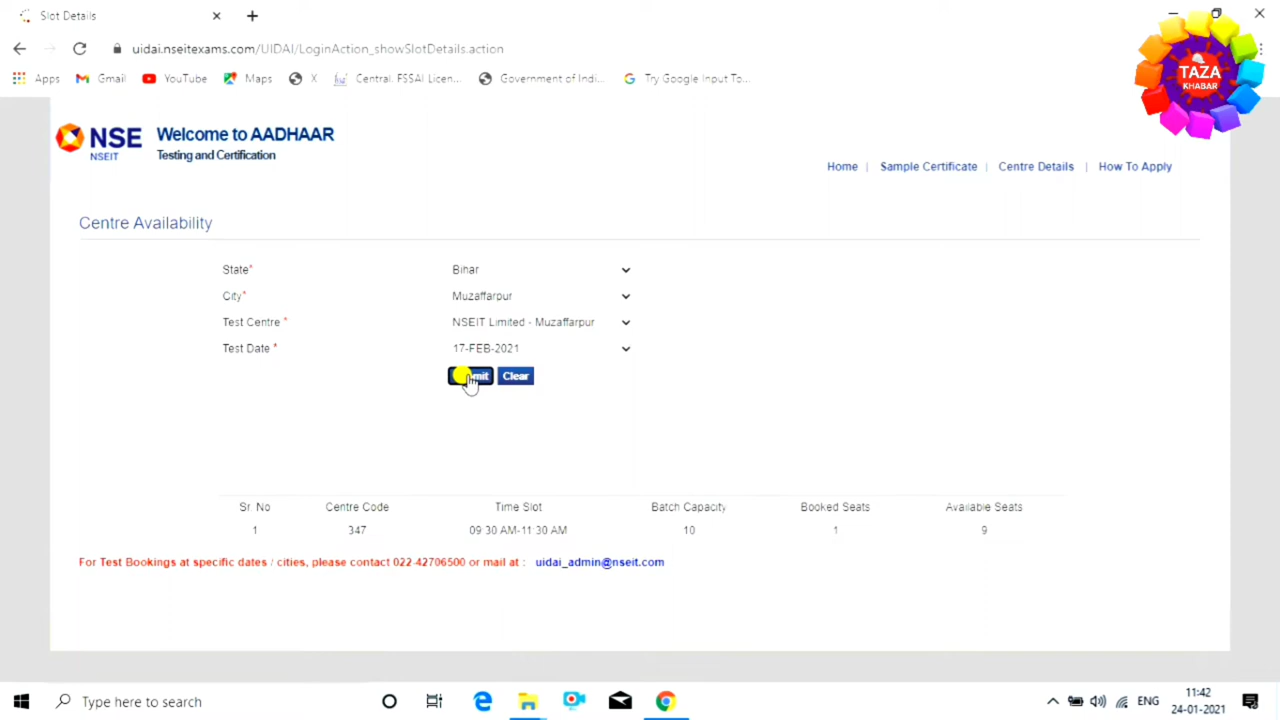 Slot Details
uidai.nseitexams.com/UIDAI/LoginAction_showSlotDetails.action
Apps Gmail YouTube Maps X Central. FSSAI Licen... Government of Indi... Try Google Input To...
TAZA
KHABAR
NSE
NSEIT
Welcome to AADHAAR
Testing and Certification
Home | Sample Certificate | Centre Details | How To Apply
Centre Availability
State* Bihar
City* Muzaffarpur
Test Centre * NSEIT Limited - Muzaffarpur
Test Date * 17-FEB-2021
Clear
Sr. No Centre Code Time Slot Batch Capacity Booked Seats Available Seats
1 347 09:30 AM-11:30 AM 10 1 9
For Test Bookings at specific dates / cities, please contact 022-42706500 or mail at : uidai_admin@nseit.com
Type here to search
ENG
11:42
24-01-2021